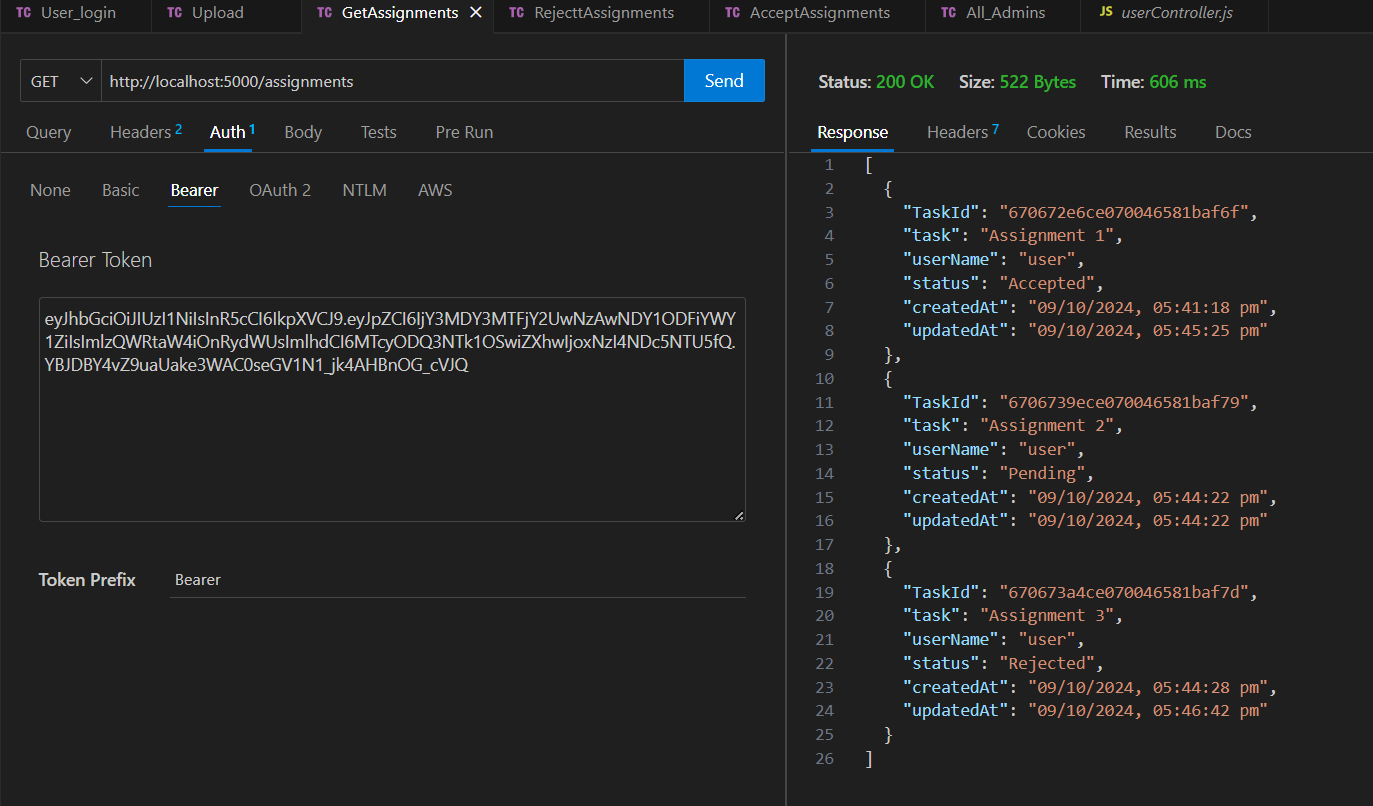 TC User_login TC Upload TC GetAssignments TC RejecttAssignments TC AcceptAssignments TC All_Admins JS userController.js
GET http://localhost:5000/assignments Send
Query Headers 2 Auth 1 Body Tests Pre Run
None Basic Bearer OAuth 2 NTLM AWS
Bearer Token
eyJhbGciOiJIUzI1NiIsInR5cCI6IkpXVCJ9.eyJpZCI6IjY3MDY3MTFjY2UwNzAwNDY1ODFiYWY
1ZiIsImlzQWRtaW4iOnRydWUsImlhdCI6MTcyODQ3NTk1OSwiZXhwIjoxNzI4NDc5NTU5fQ.
YBJDBY4vZ9uaUake3WAC0seGV1N1_jk4AHBnOG_cVJQ
Token Prefix Bearer
Status: 200 OK Size: 522 Bytes Time: 606 ms
Response Headers 7 Cookies Results Docs
1 [
2 {
3 "TaskId": "670672e6ce070046581baf6f",
4 "task": "Assignment 1",
5 "userName": "user",
6 "status": "Accepted",
7 "createdAt": "09/10/2024, 05:41:18 pm",
8 "updatedAt": "09/10/2024, 05:45:25 pm"
9 },
10 {
11 "TaskId": "6706739ece070046581baf79",
12 "task": "Assignment 2",
13 "userName": "user",
14 "status": "Pending",
15 "createdAt": "09/10/2024, 05:44:22 pm",
16 "updatedAt": "09/10/2024, 05:44:22 pm"
17 },
18 {
19 "TaskId": "670673a4ce070046581baf7d",
20 "task": "Assignment 3",
21 "userName": "user",
22 "status": "Rejected",
23 "createdAt": "09/10/2024, 05:44:28 pm",
24 "updatedAt": "09/10/2024, 05:46:42 pm"
25 }
26 ]